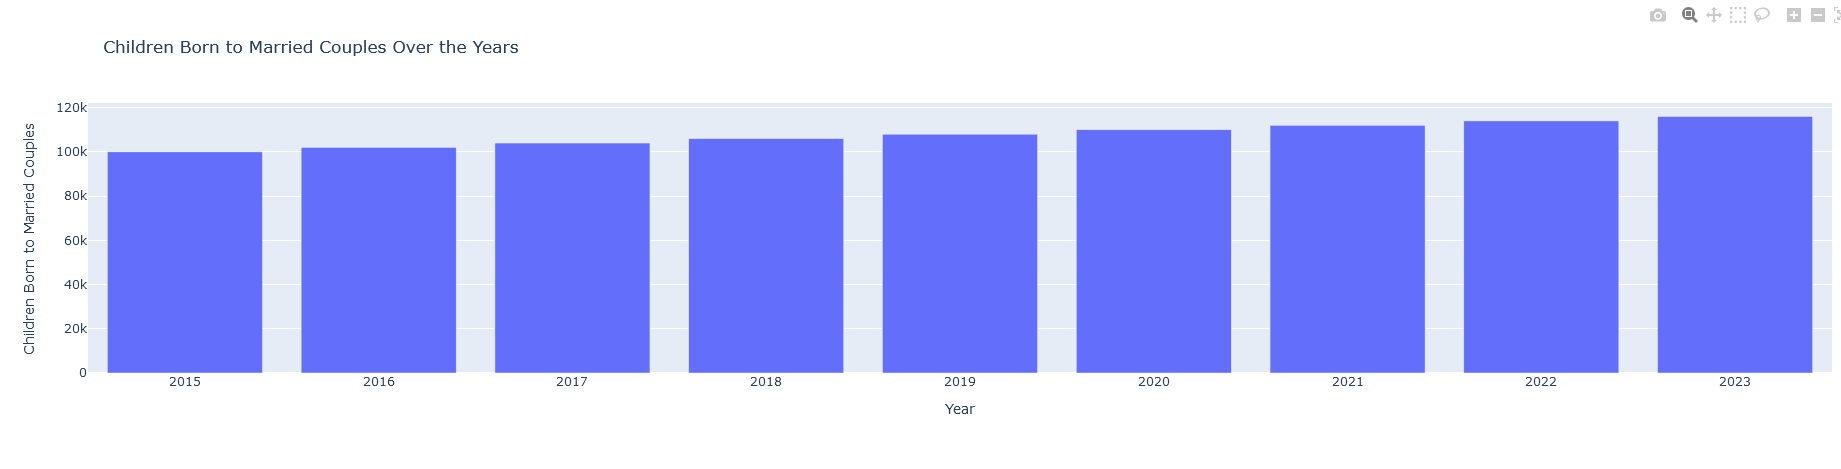 Children Born to Married Couples Over the Years
Children Born to Married Couples
120k
100k
80k
60k
40k
20k
0
2015 2016 2017 2018 2019 2020 2021 2022 2023
Year